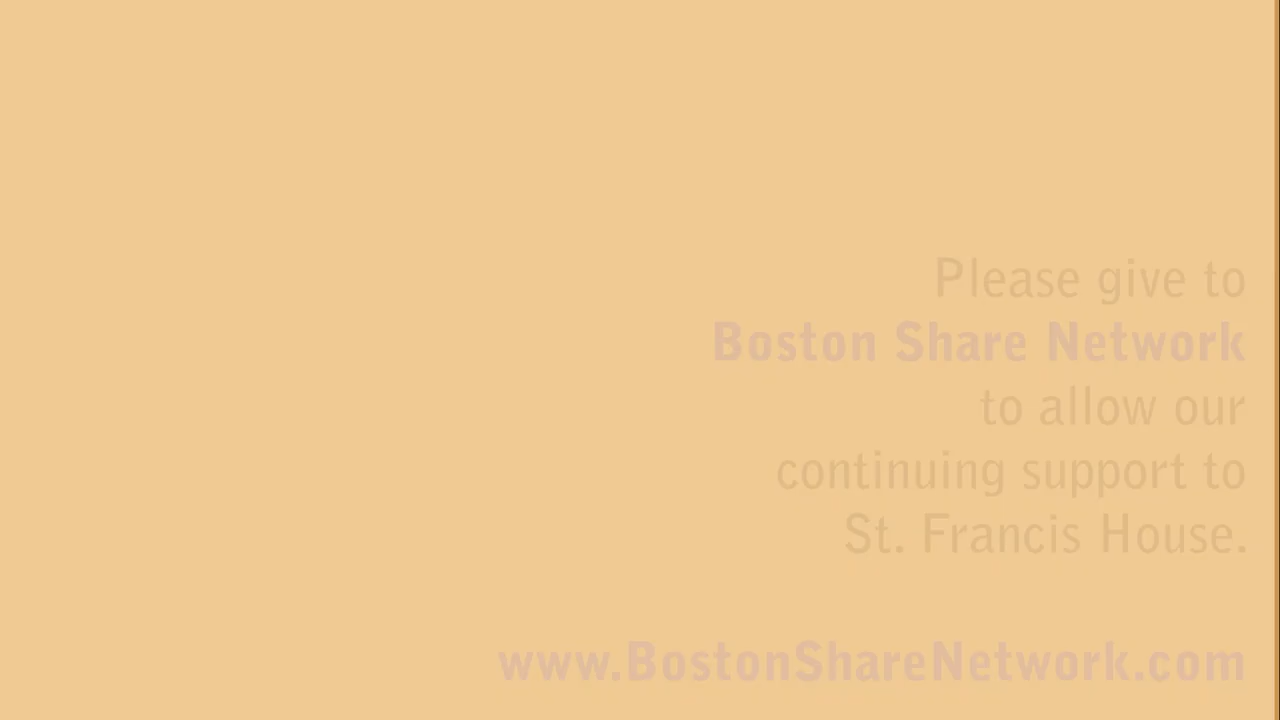 Please give to
Boston Share Network
to allow our
continuing support to
St. Francis House.
www.BostonShareNetwork.com